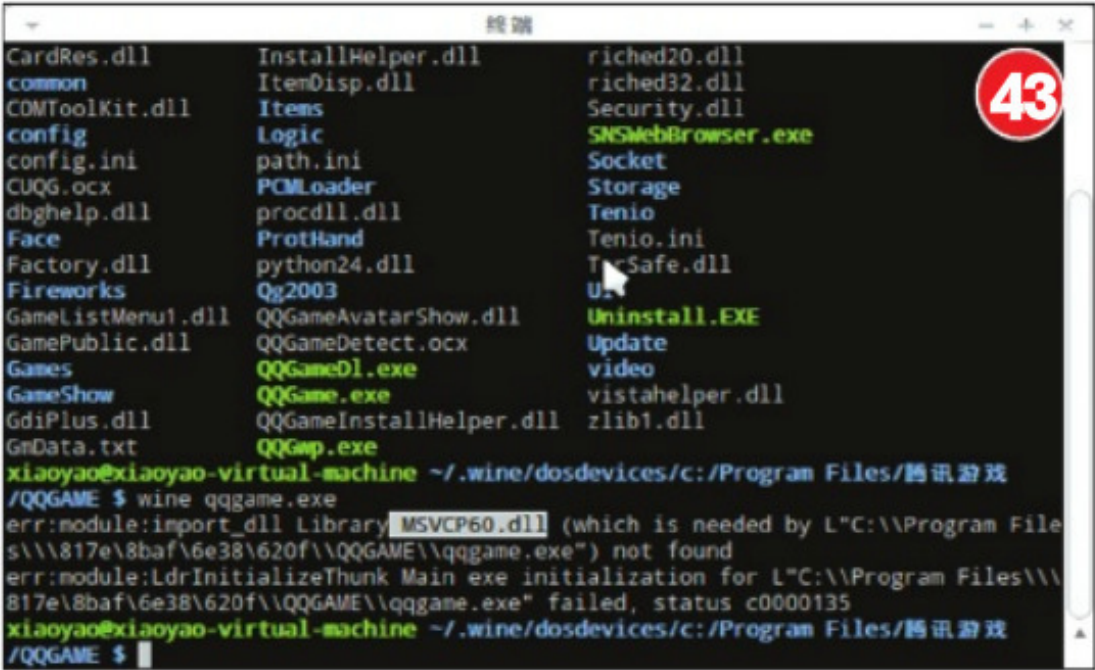 终端
43
CardRes.dll InstallHelper.dll riched20.dll
common ItemDisp.dll riched32.dll
COMToolKit.dll Items Security.dll
config Logic SNSWebBrowser.exe
config.ini path.ini Socket
CUQG.ocx PCMLoader Storage
dbghelp.dll procdll.dll Tenio
Face ProtHand Tenio.ini
Factory.dll python24.dll
Fireworks Qg2003
GameListMenu1.dll QQGameAvatarShow.dll Uninstall.EXE
GamePublic.dll QQGameDetect.ocx Update
Games QQGameDl.exe video
GameShow QQGame.exe vistahelper.dll
GdiPlus.dll QQGameInstallHelper.dll zlib1.dll
GmData.txt QQGwp.exe
xiaoyao@xiaoyao-virtual-machine ~/.wine/dosdevices/c:/Program Files/腾讯游戏
/QQGAME $ wine qqgame.exe
err:module:import_dll Library MSVCP60.dll (which is needed by L"C:\\Program File
s\\\817e\8baf\6e38\620f\\QQGAME\\qqgame.exe") not found
err:module:LdrInitializeThunk Main exe initialization for L"C:\\Program Files\\\
817e\8baf\6e38\620f\\QQGAME\\qqgame.exe" failed, status c0000135
xiaoyao@xiaoyao-virtual-machine ~/.wine/dosdevices/c:/Program Files/腾讯游戏
/QQGAME $